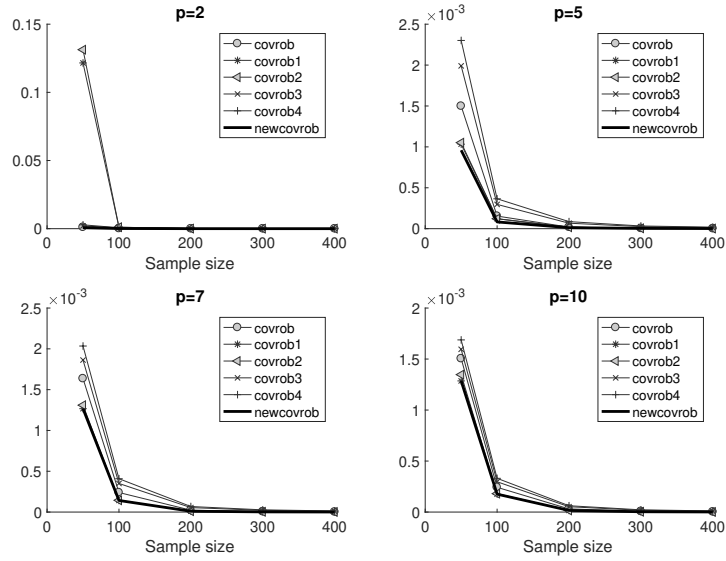 p=2
0.15
0.1
0.05
0
0 100 200 300 400
Sample size
covrob
covrob1
covrob2
covrob3
covrob4
newcovrob
p=5
×10⁻³
2.5
2
1.5
1
0.5
0
0 100 200 300 400
Sample size
covrob
covrob1
covrob2
covrob3
covrob4
newcovrob
p=7
×10⁻³
2.5
2
1.5
1
0.5
0
0 100 200 300 400
Sample size
covrob
covrob1
covrob2
covrob3
covrob4
newcovrob
p=10
×10⁻³
2
1.5
1
0.5
0
0 100 200 300 400
Sample size
covrob
covrob1
covrob2
covrob3
covrob4
newcovrob